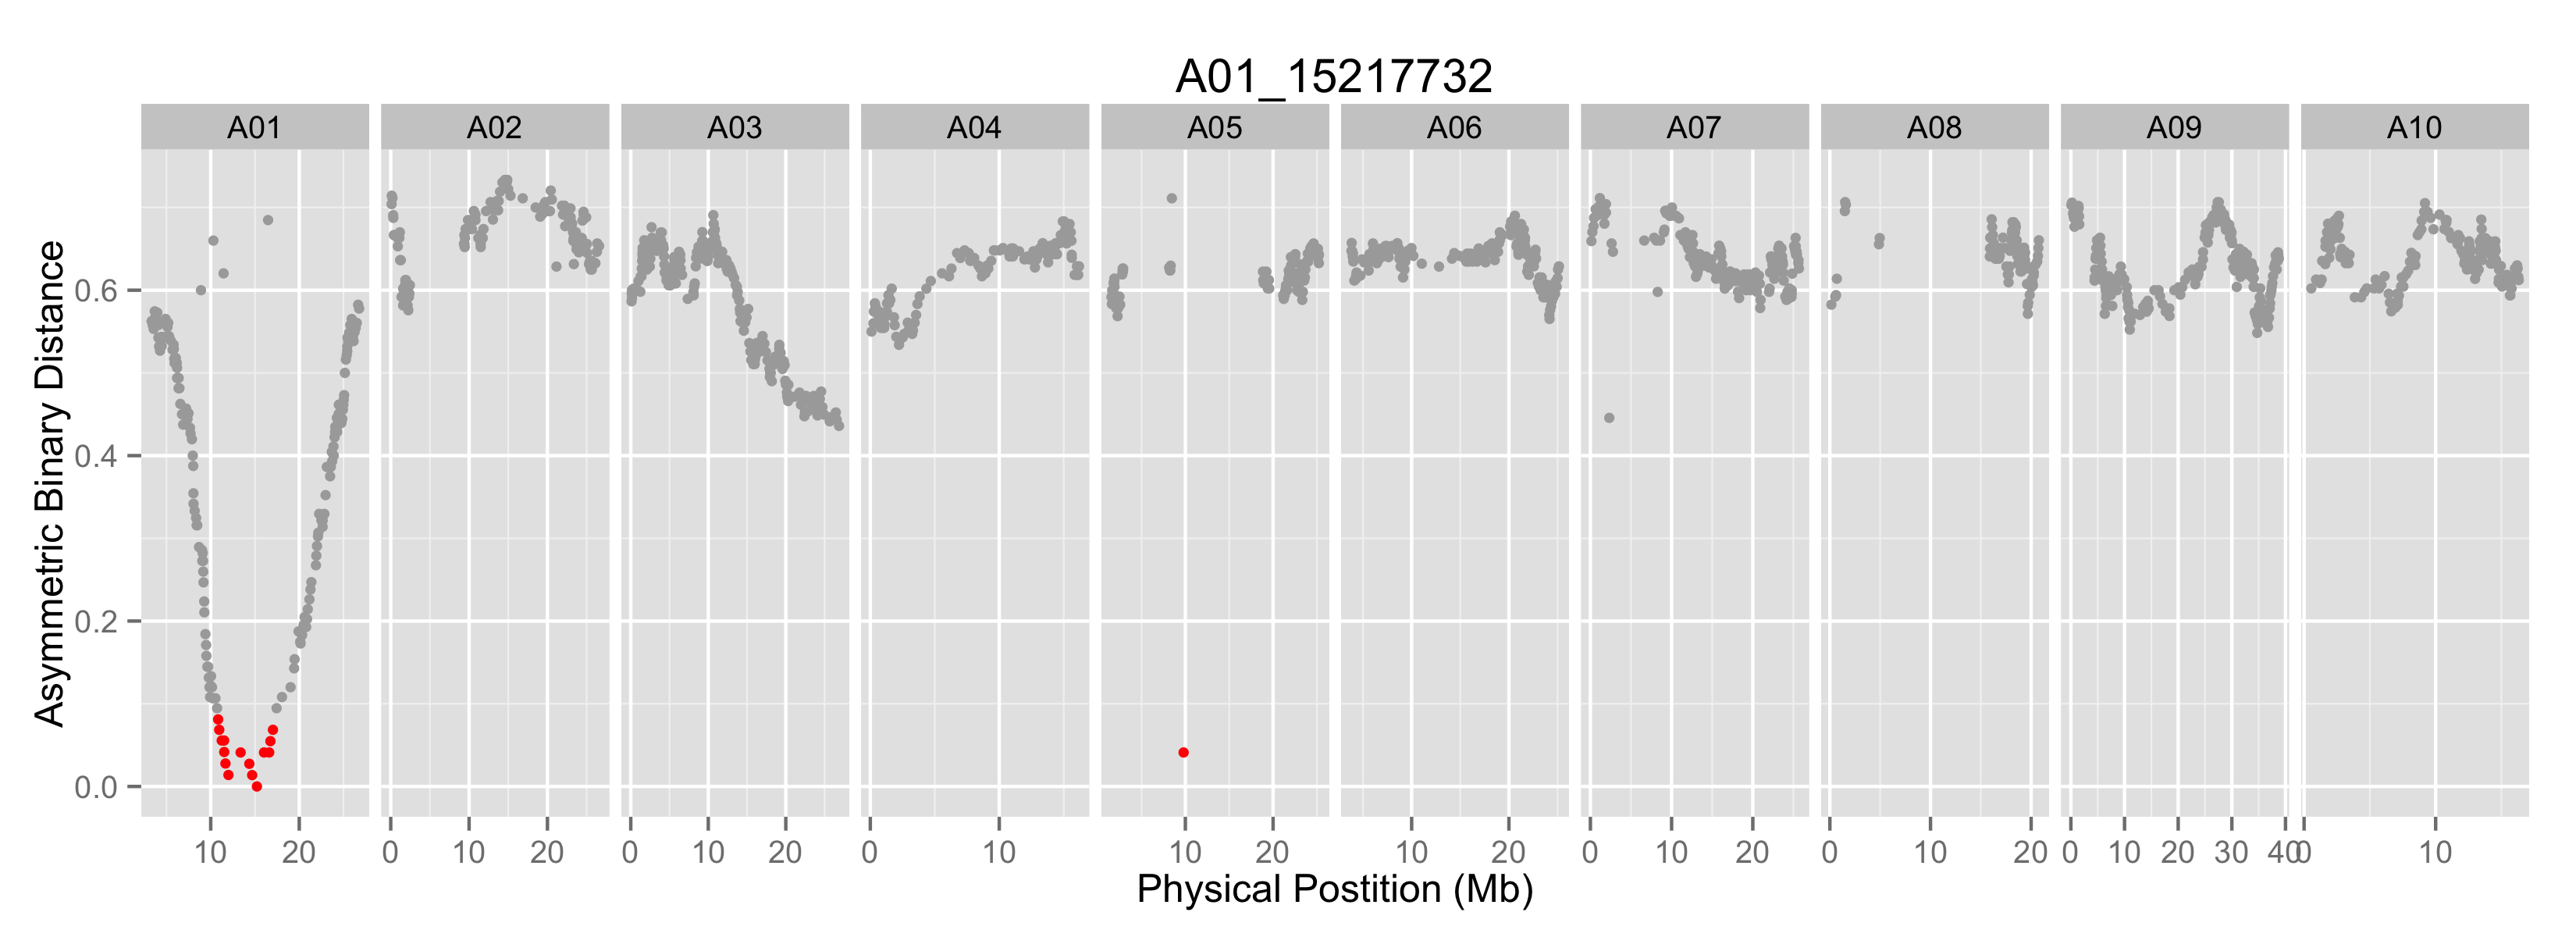 A01_15217732
A01 A02 A03 A04 A05 A06 A07 A08 A09 A10
Asymmetric Binary Distance
0.6
0.4
0.2
0.0
10 20 0 10 20 0 10 20 0 10 10 20 10 20 0 10 20 0 10 20 0 10 20 30 40 0 10
Physical Postition (Mb)